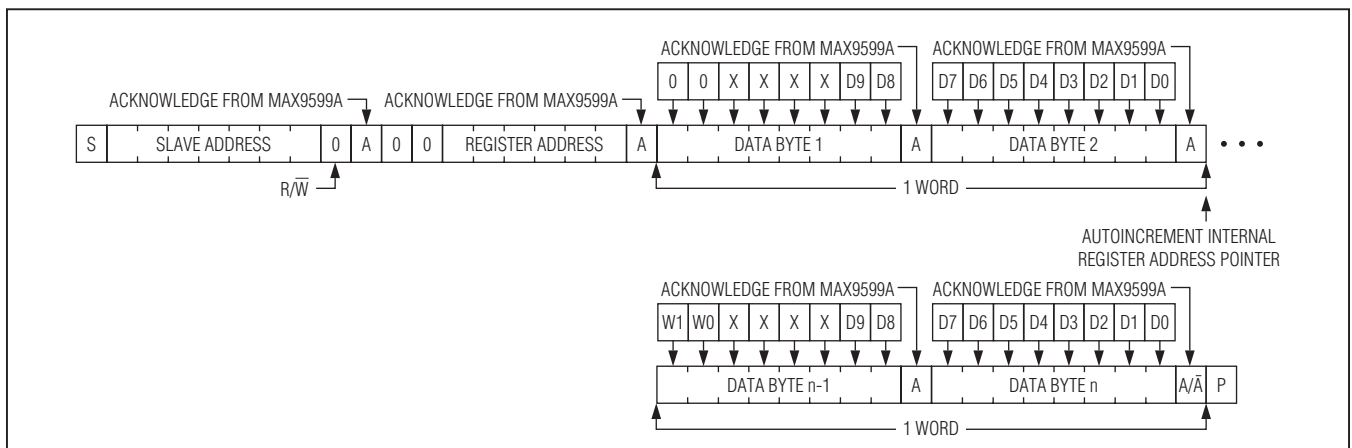 ACKNOWLEDGE FROM MAX9599A ACKNOWLEDGE FROM MAX9599A
0 0 X X X X D9 D8 D7 D6 D5 D4 D3 D2 D1 D0
ACKNOWLEDGE FROM MAX9599A ACKNOWLEDGE FROM MAX9599A
S SLAVE ADDRESS 0 A 0 0 REGISTER ADDRESS A DATA BYTE 1 A DATA BYTE 2 A • • •
R/W̅ 1 WORD
AUTOINCREMENT INTERNAL
REGISTER ADDRESS POINTER
ACKNOWLEDGE FROM MAX9599A ACKNOWLEDGE FROM MAX9599A
W1 W0 X X X X D9 D8 D7 D6 D5 D4 D3 D2 D1 D0
DATA BYTE n-1 A DATA BYTE n A/A̅ P
1 WORD